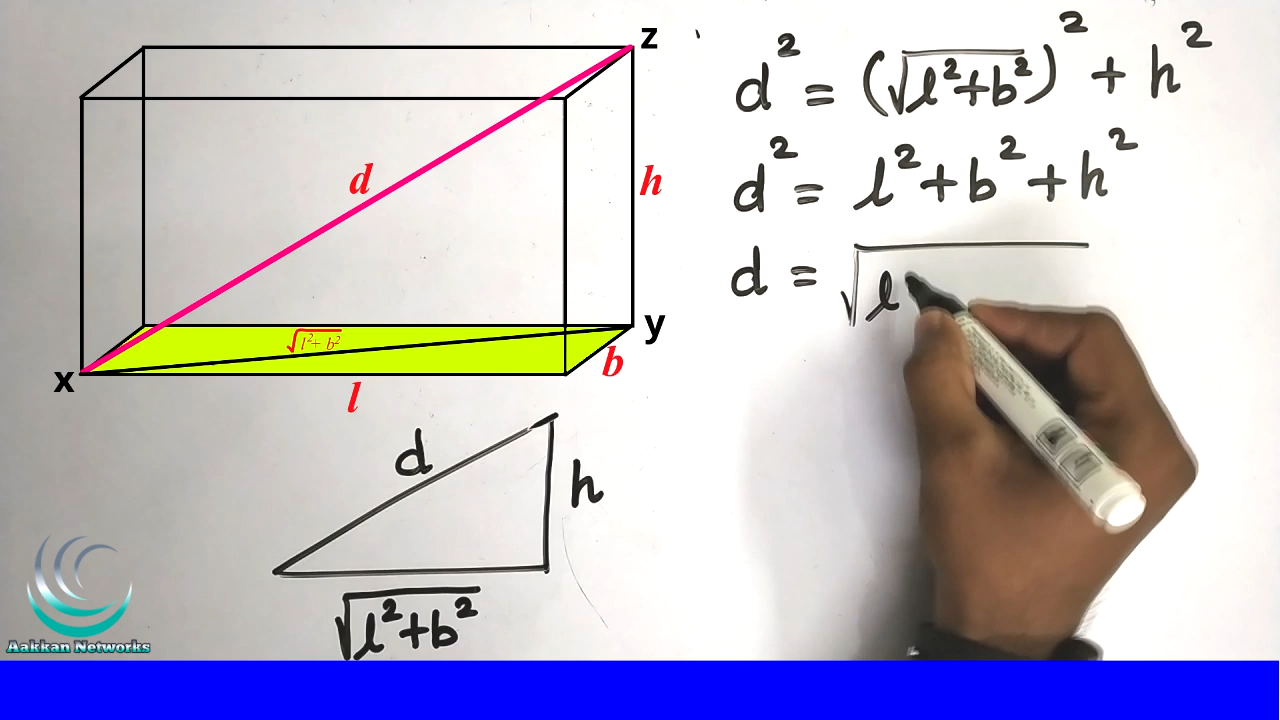 z
d
h
√(l²+b²)
y
x
b
l
d
h
√(l²+b²)
d² = (√(l²+b²))² + h²
d² = l²+b²+h²
d = √l
Aakkan Networks